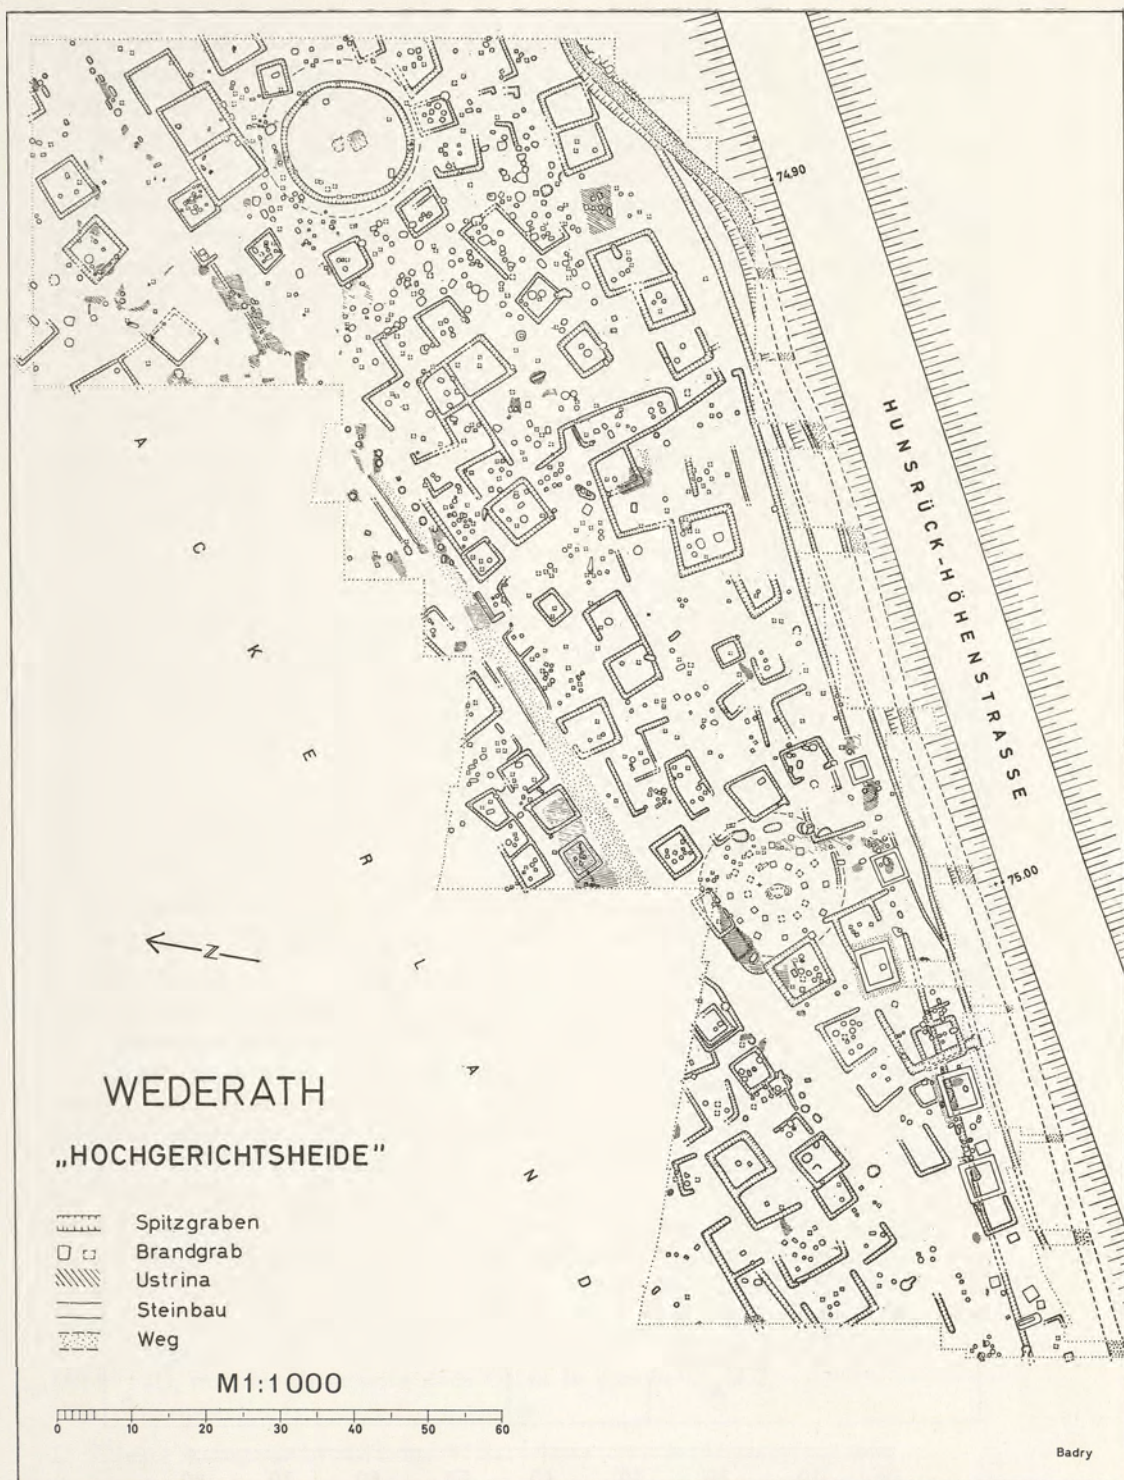 74.90
HUNSRÜCK-HÖHENSTRASSE
ACKERLAND
75.00
N
WEDERATH
„HOCHGERICHTSHEIDE"
Spitzgraben
Brandgrab
Ustrina
Steinbau
Weg
M1:1000
0 10 20 30 40 50 60
Badry